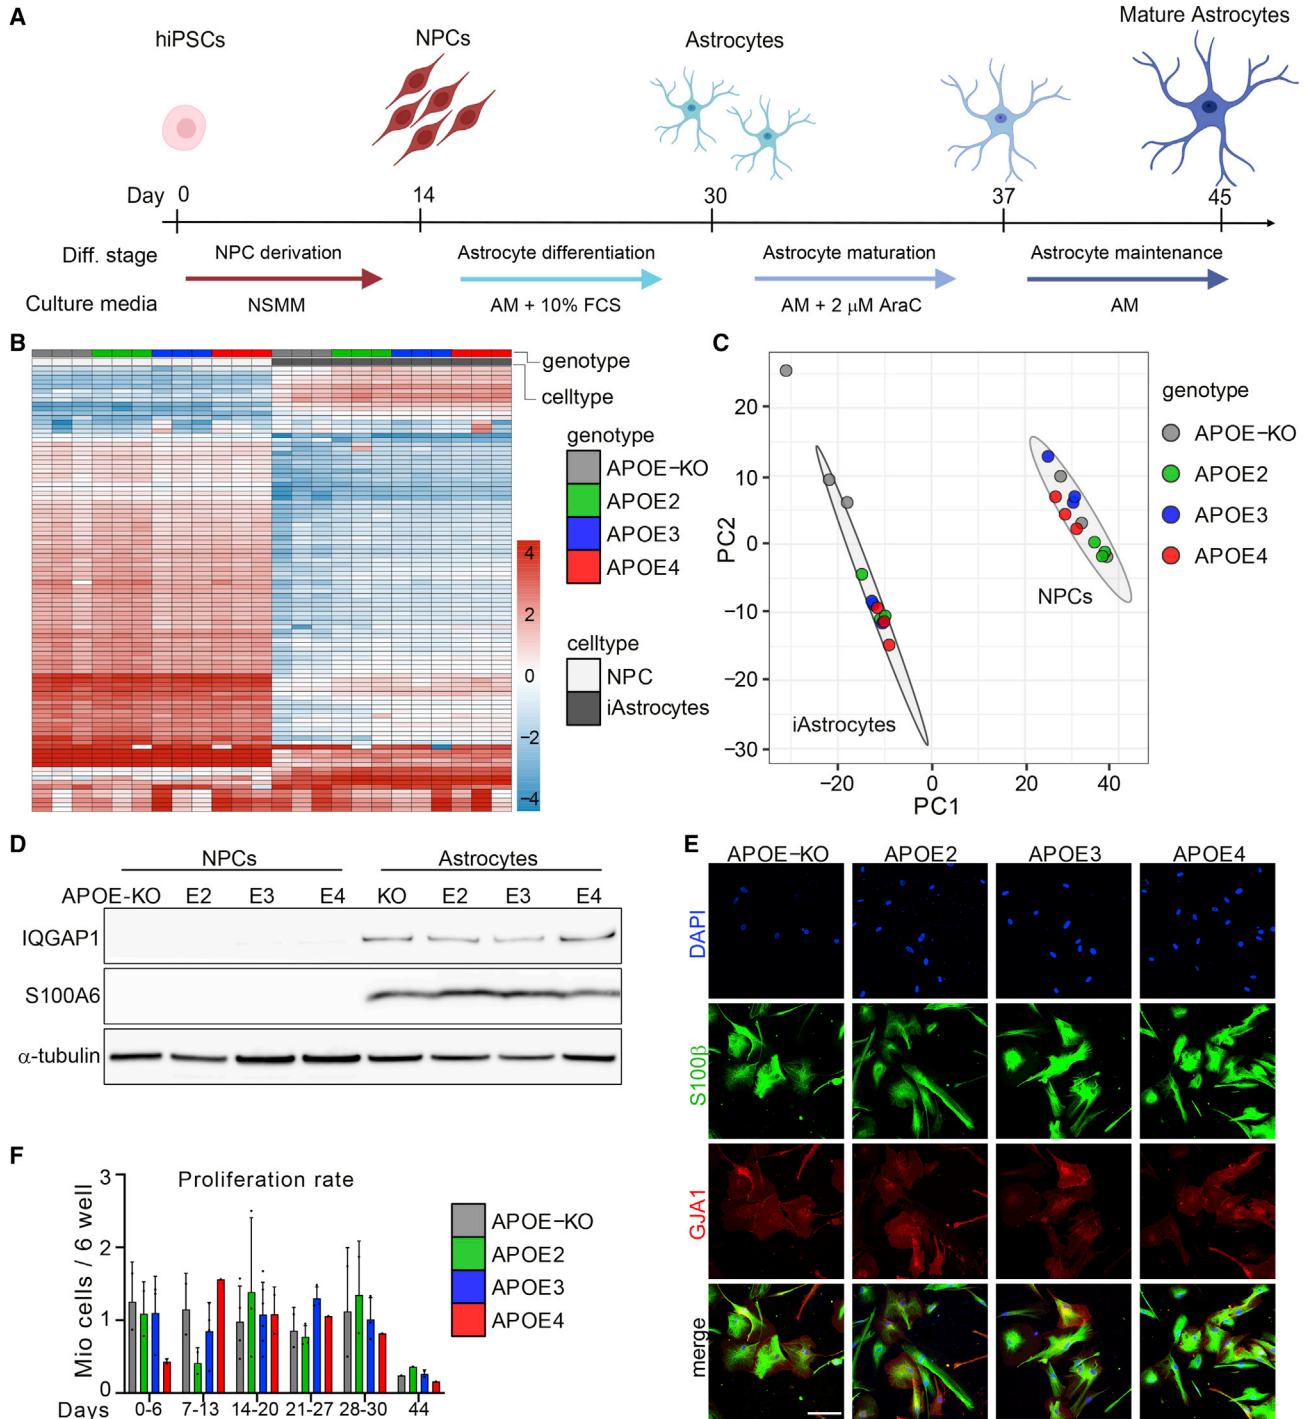 A
hiPSCs
NPCs
Astrocytes
Mature Astrocytes
Day 0 14 30 37 45
Diff. stage NPC derivation Astrocyte differentiation Astrocyte maturation Astrocyte maintenance
Culture media NSMM AM + 10% FCS AM + 2 μM AraC AM
B
genotype
celltype
genotype
APOE-KO
APOE2
APOE3
APOE4
4
2
0
-2
-4
celltype
NPC
iAstrocytes
C
PC2
20
10
0
-10
-20
-30
NPCs
iAstrocytes
-20 0 20 40
PC1
genotype
APOE-KO
APOE2
APOE3
APOE4
D
NPCs Astrocytes
APOE-KO E2 E3 E4 KO E2 E3 E4
IQGAP1
S100A6
α-tubulin
E
APOE-KO APOE2 APOE3 APOE4
DAPI
S100β
GJA1
merge
F
Proliferation rate
Mio cells / 6 well
3
2
1
0
Days 0-6 7-13 14-20 21-27 28-30 44
APOE-KO
APOE2
APOE3
APOE4